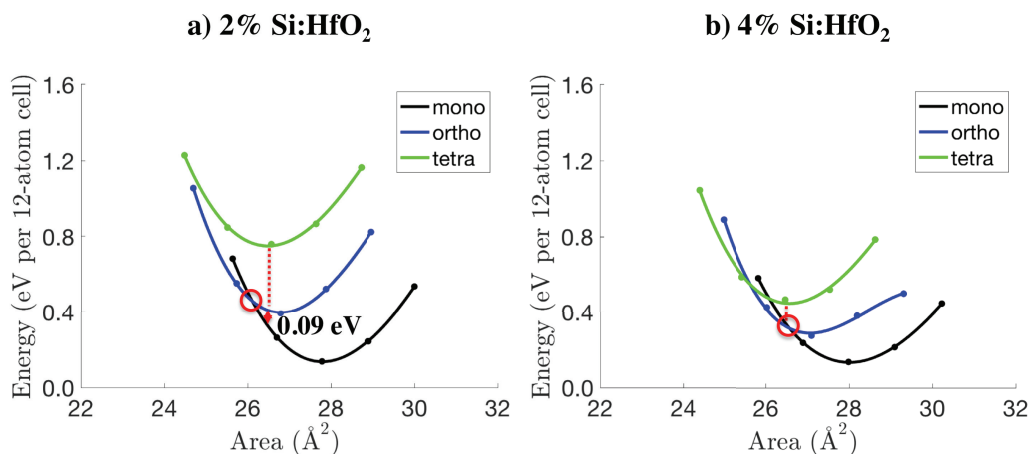 a) 2% Si:HfO₂
Energy (eV per 12-atom cell)
1.6
1.2
0.8
0.4
0.0
mono
ortho
tetra
0.09 eV
22 24 26 28 30 32
Area (Å²)
b) 4% Si:HfO₂
Energy (eV per 12-atom cell)
1.6
1.2
0.8
0.4
0.0
mono
ortho
tetra
22 24 26 28 30 32
Area (Å²)